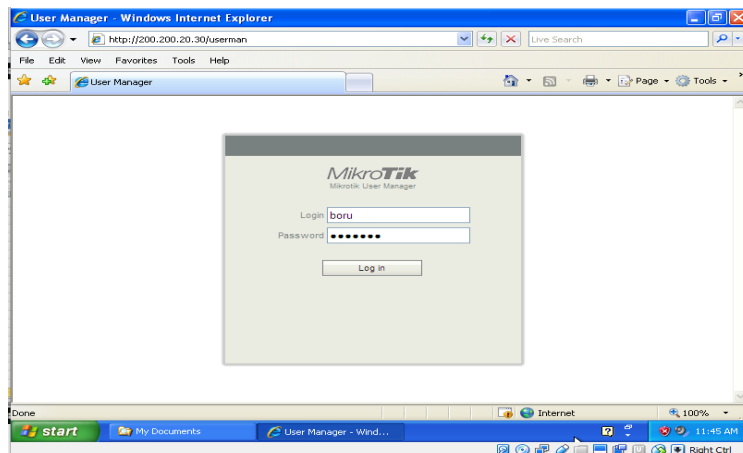 User Manager - Windows Internet Explorer
http://200.200.20.30/userman
Live Search
File Edit View Favorites Tools Help
User Manager
Page Tools
MikroTik
Mikrotik User Manager
Login boru
Password •••••••
Log in
Done
Internet
100%
start
My Documents
User Manager - Wind...
11:45 AM
Right Ctrl